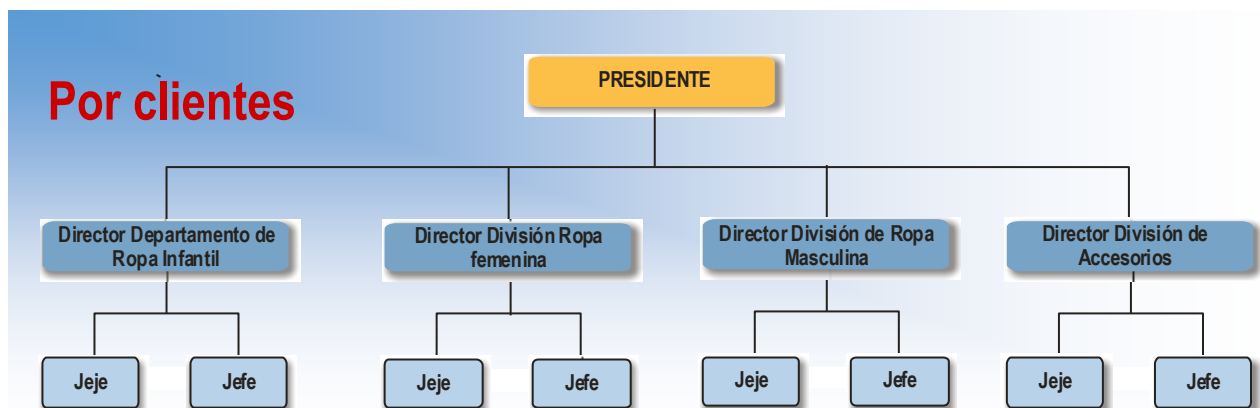 Por clientes
PRESIDENTE
Director Departamento de
Ropa Infantil
Director División Ropa
femenina
Director División de Ropa
Masculina
Director División de
Accesorios
Jeje
Jefe
Jeje
Jefe
Jeje
Jefe
Jeje
Jefe